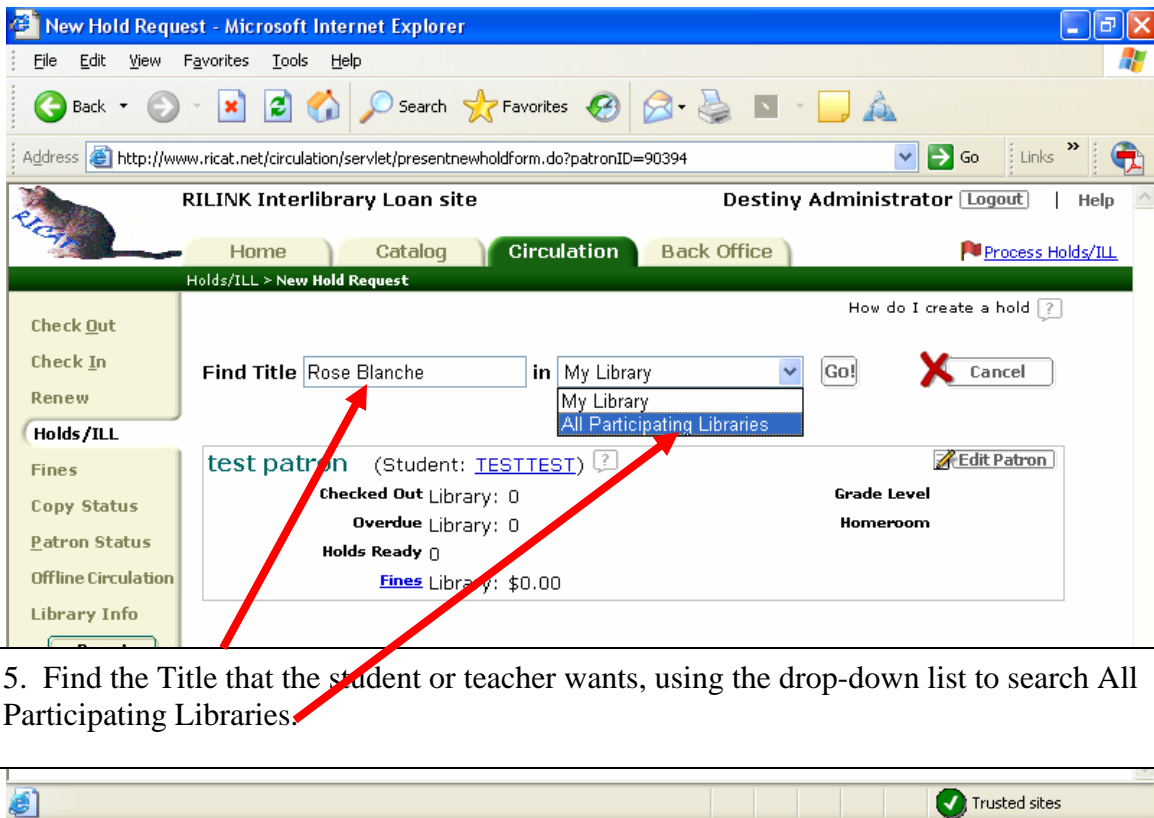 New Hold Request - Microsoft Internet Explorer
File Edit View Favorites Tools Help
Back Search Favorites
Address http://www.ricat.net/circulation/servlet/presentnewholdform.do?patronID=90394 Go Links »
RICAT
RILINK Interlibrary Loan site Destiny Administrator Logout | Help
Home Catalog Circulation Back Office Process Holds/ILL
Holds/ILL > New Hold Request
How do I create a hold ?
Check Out
Check In
Renew
Holds/ILL
Fines
Copy Status
Patron Status
Offline Circulation
Library Info
Find Title Rose Blanche in My Library Go! Cancel
My Library
All Participating Libraries
test patron (Student: TESTTEST) ? Edit Patron
Checked Out Library: 0 Grade Level
Overdue Library: 0 Homeroom
Holds Ready 0
Fines Library: $0.00
5. Find the Title that the student or teacher wants, using the drop-down list to search All
Participating Libraries.
Trusted sites